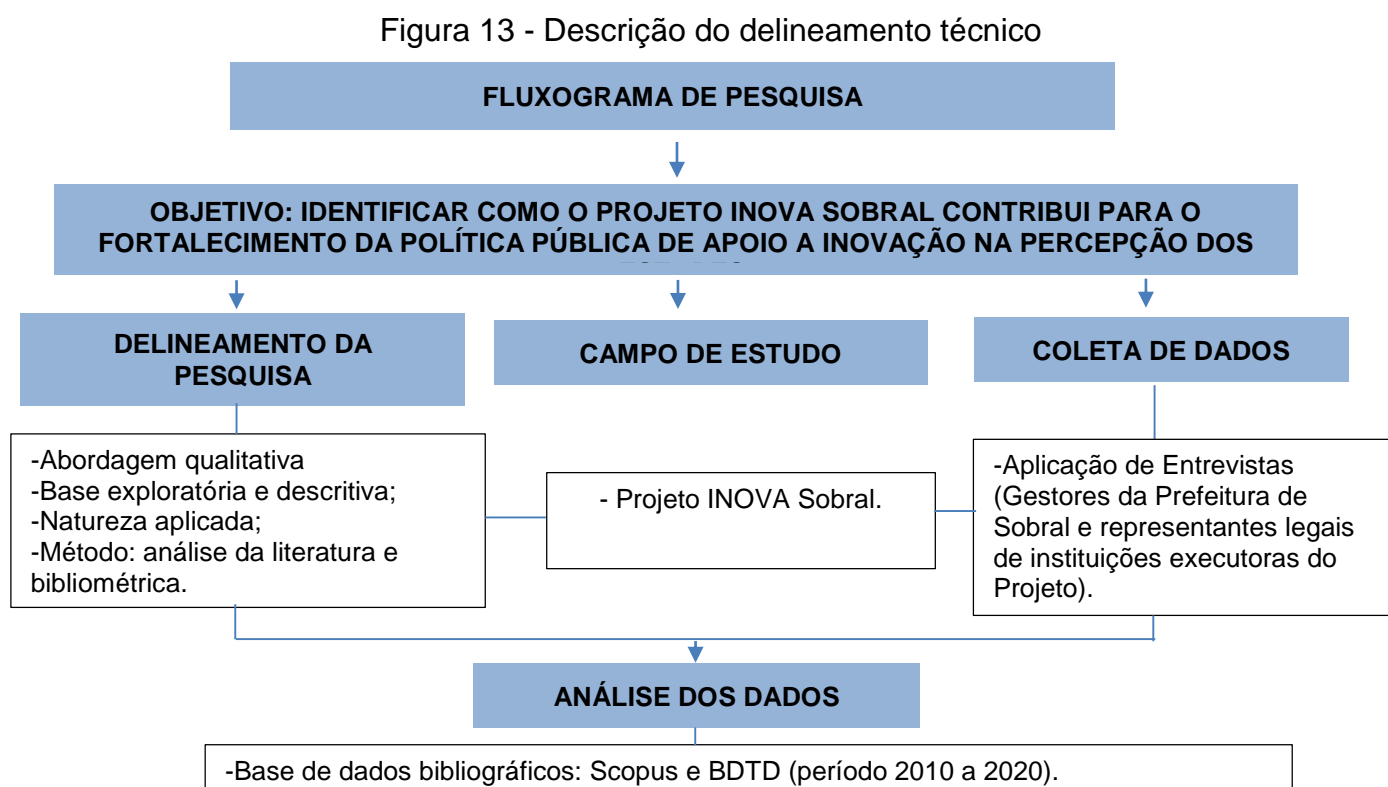 Figura 13 - Descrição do delineamento técnico
FLUXOGRAMA DE PESQUISA
OBJETIVO: IDENTIFICAR COMO O PROJETO INOVA SOBRAL CONTRIBUI PARA O
FORTALECIMENTO DA POLÍTICA PÚBLICA DE APOIO A INOVAÇÃO NA PERCEPÇÃO DOS
DELINEAMENTO DA
PESQUISA
CAMPO DE ESTUDO
COLETA DE DADOS
-Abordagem qualitativa
-Base exploratória e descritiva;
-Natureza aplicada;
-Método: análise da literatura e
bibliométrica.
- Projeto INOVA Sobral.
-Aplicação de Entrevistas
(Gestores da Prefeitura de
Sobral e representantes legais
de instituições executoras do
Projeto).
ANÁLISE DOS DADOS
-Base de dados bibliográficos: Scopus e BDTD (período 2010 a 2020).